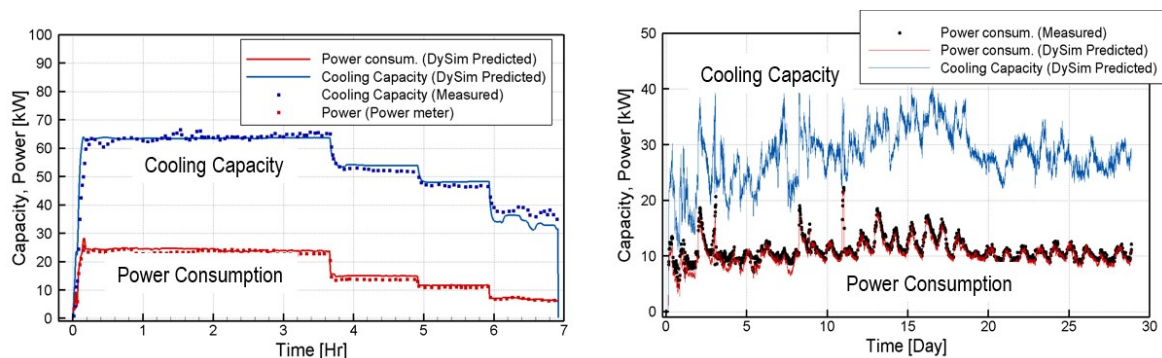 100
90
80
70
60
50
40
30
20
10
0
Capacity, Power [kW]
Power consum. (DySim Predicted)
Cooling Capacity (DySim Predicted)
Cooling Capacity (Measured)
Power (Power meter)
Cooling Capacity
Power Consumption
0 1 2 3 4 5 6 7
Time [Hr]
50
40
30
20
10
0
Capacity, Power [kW]
Power consum. (Measured)
Power consum. (DySim Predicted)
Cooling Capacity (DySim Predicted)
Cooling Capacity
Power Consumption
0 5 10 15 20 25 30
Time [Day]